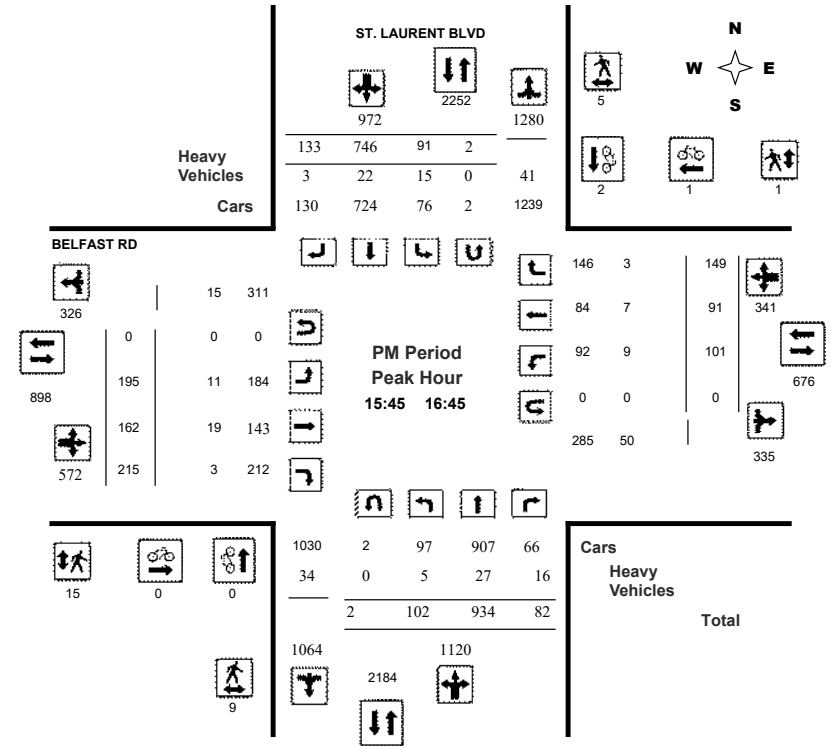 ST. LAURENT BLVD
N
W E
S
2252
5
972 1280
133 746 91 2
Heavy
Vehicles
3 22 15 0 41
2 1 1
Cars
130 724 76 2 1239
BELFAST RD
326
15 311
146 3 149
341
0 0 0
84 7 91
898
195 11 184
PM Period
Peak Hour
92 9 101
676
15:45 16:45
0 0 0
162 19 143
285 50
335
572
215 3 212
1030 2 97 907 66
Cars
34 0 5 27 16
Heavy
Vehicles
15 0 0
2 102 934 82
Total
1064 1120
2184
9